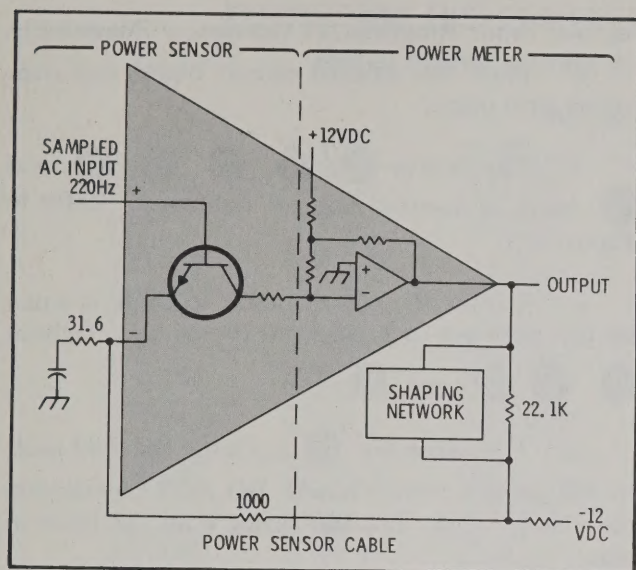 POWER SENSOR
POWER METER
+12VDC
SAMPLED
AC INPUT
220Hz
+
+
-
-
OUTPUT
31.6
SHAPING
NETWORK
22.1K
1000
-12
VDC
POWER SENSOR CABLE